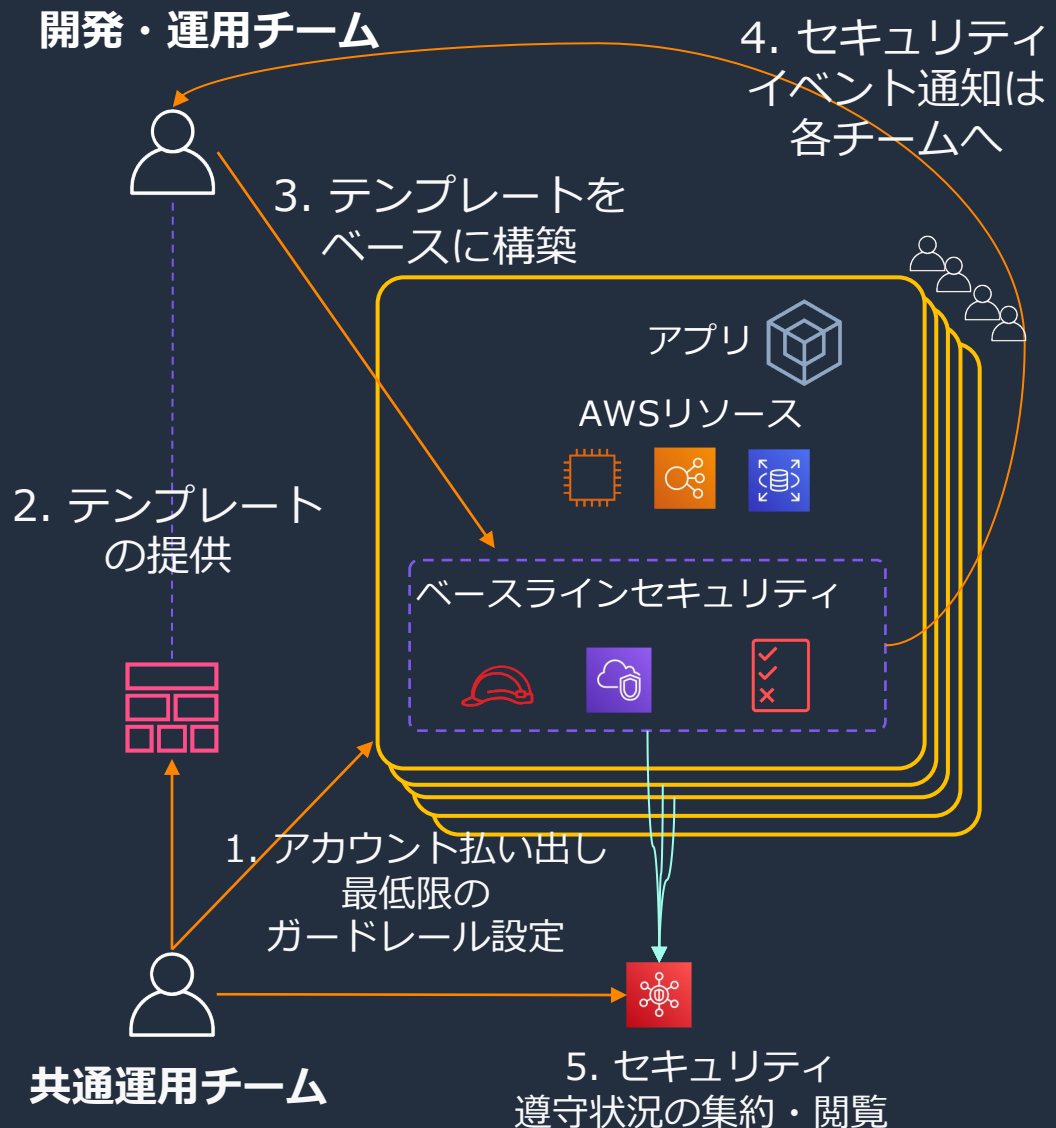 開発・運用チーム
4. セキュリティ
イベント通知は
各チームへ
3. テンプレートを
ベースに構築
アプリ
AWSリソース
2. テンプレート
の提供
ベースラインセキュリティ
1. アカウント払い出し
最低限の
ガードレール設定
共通運用チーム
5. セキュリティ
遵守状況の集約・閲覧